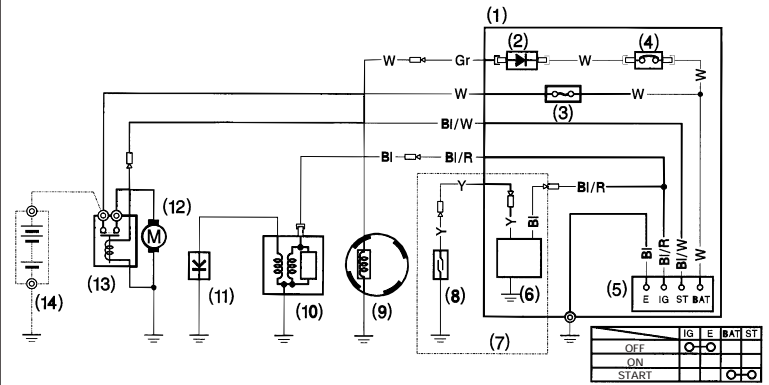 (1)
(2)
(4)
W
Gr
W
W
W
W
(3)
Bl/W
Bl
Bl/R
Y
Bl/R
(12)
M
Y
Y
Bl
Bl
Bl/R
Bl/W
W
(13)
(14)
(11)
(10)
(9)
(8)
(6)
(5)
E IG ST BAT
(7)
IG E BAT ST
OFF
ON
START